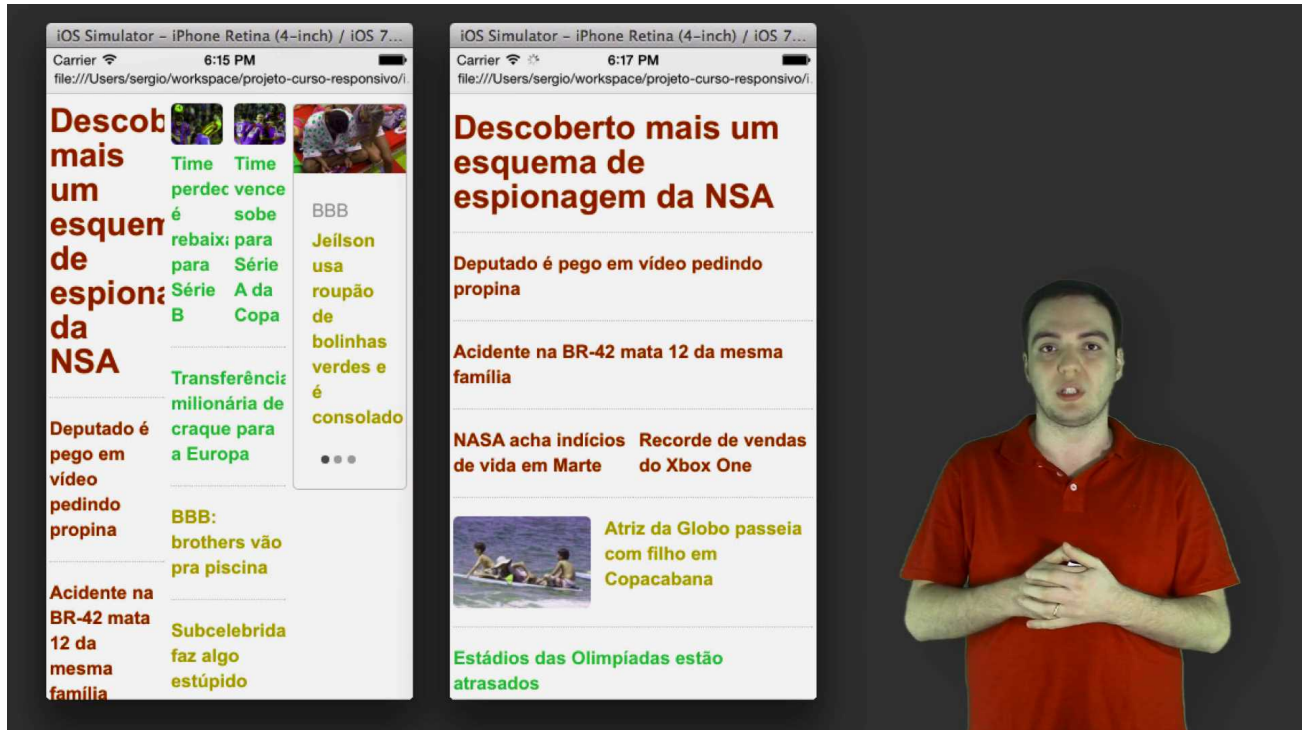 iOS Simulator – iPhone Retina (4-inch) / iOS 7...
Carrier
6:15 PM
file:///Users/sergio/workspace/projeto-curso-responsivo/i
Descob
mais
um
esquem
de
espiona
da
NSA
Deputado é
pego em
vídeo
pedindo
propina
Acidente na
BR-42 mata
12 da
mesma
família
Time
perdec
é
rebaixa
para
Série
B
Time
vence
sobe
para
Série
A da
Copa
Transferência
milionária de
craque para
a Europa
BBB:
brothers vão
pra piscina
Subcelebrida
faz algo
estúpido
BBB
Jeílson
usa
roupão
de
bolinhas
verdes e
é
consolado
iOS Simulator – iPhone Retina (4-inch) / iOS 7...
Carrier
6:17 PM
file:///Users/sergio/workspace/projeto-curso-responsivo/i.
Descoberto mais um
esquema de
espionagem da NSA
Deputado é pego em vídeo pedindo
propina
Acidente na BR-42 mata 12 da mesma
família
NASA acha indícios
de vida em Marte
Recorde de vendas
do Xbox One
Atriz da Globo passeia
com filho em
Copacabana
Estádios das Olimpíadas estão
atrasados